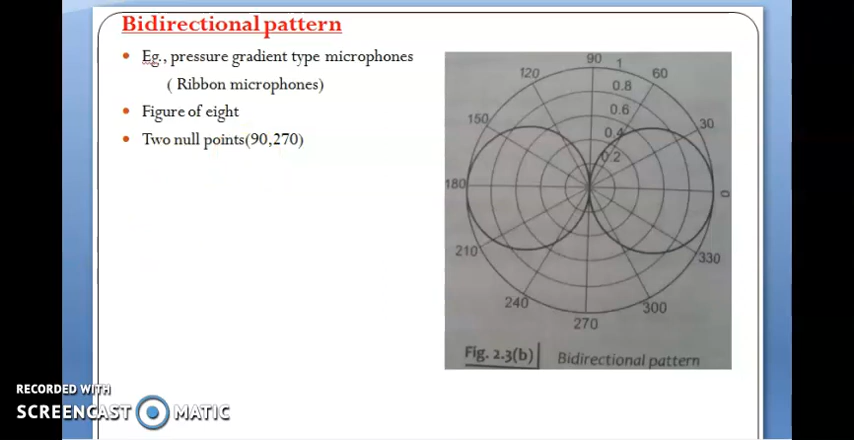 Bidirectional pattern
• Eg., pressure gradient type microphones
( Ribbon microphones)
• Figure of eight
• Two null points(90,270)
90 1
120 60
0.8
0.6
150 30
0.4
0.2
180 0
210 330
240 300
270
Fig. 2.3(b) Bidirectional pattern
RECORDED WITH
SCREENCAST MATIC